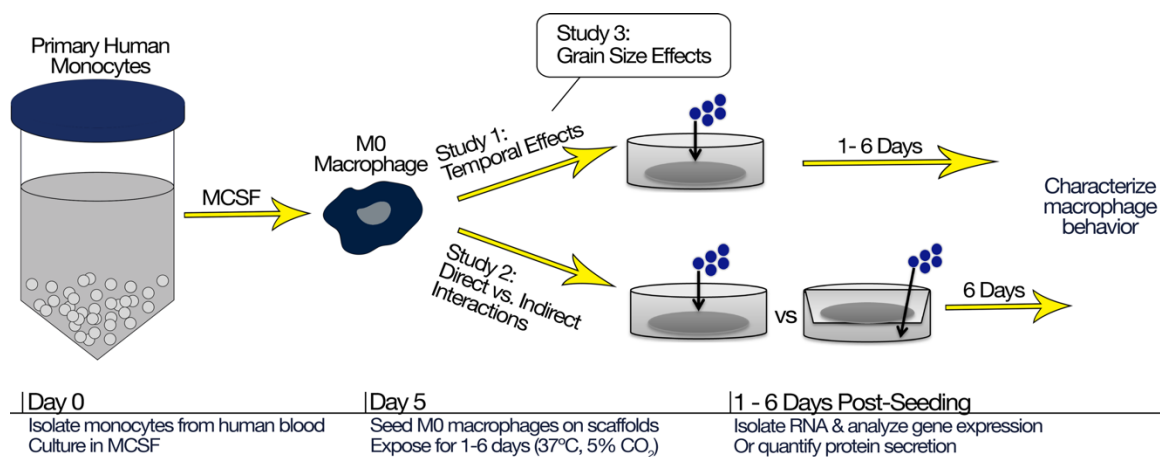 Primary Human
Monocytes
MCSF
M0
Macrophage
Study 3:
Grain Size Effects
Study 1:
Temporal Effects
1- 6 Days
Study 2:
Direct vs. Indirect
Interactions
vs
6 Days
Characterize
macrophage
behavior
Day 0
Isolate monocytes from human blood
Culture in MCSF
Day 5
Seed M0 macrophages on scaffolds
Expose for 1-6 days (37°C, 5% CO₂)
1 - 6 Days Post-Seeding
Isolate RNA & analyze gene expression
Or quantify protein secretion